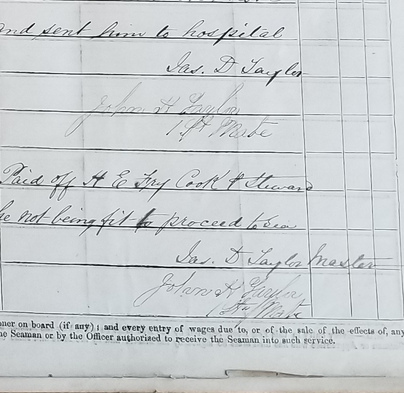 and sent him to hospital
Jas. D Taylor
John H
1st Mate
Paid off H E Fry Cook & Steward
he not being fit to proceed to sea
Jas. D Taylor Master
John H
1st Mate
oner on board (if any); and every entry of wages due to, or of the sale of the effects of, any
he Seaman or by the Officer authorised to receive the Seaman into such service.